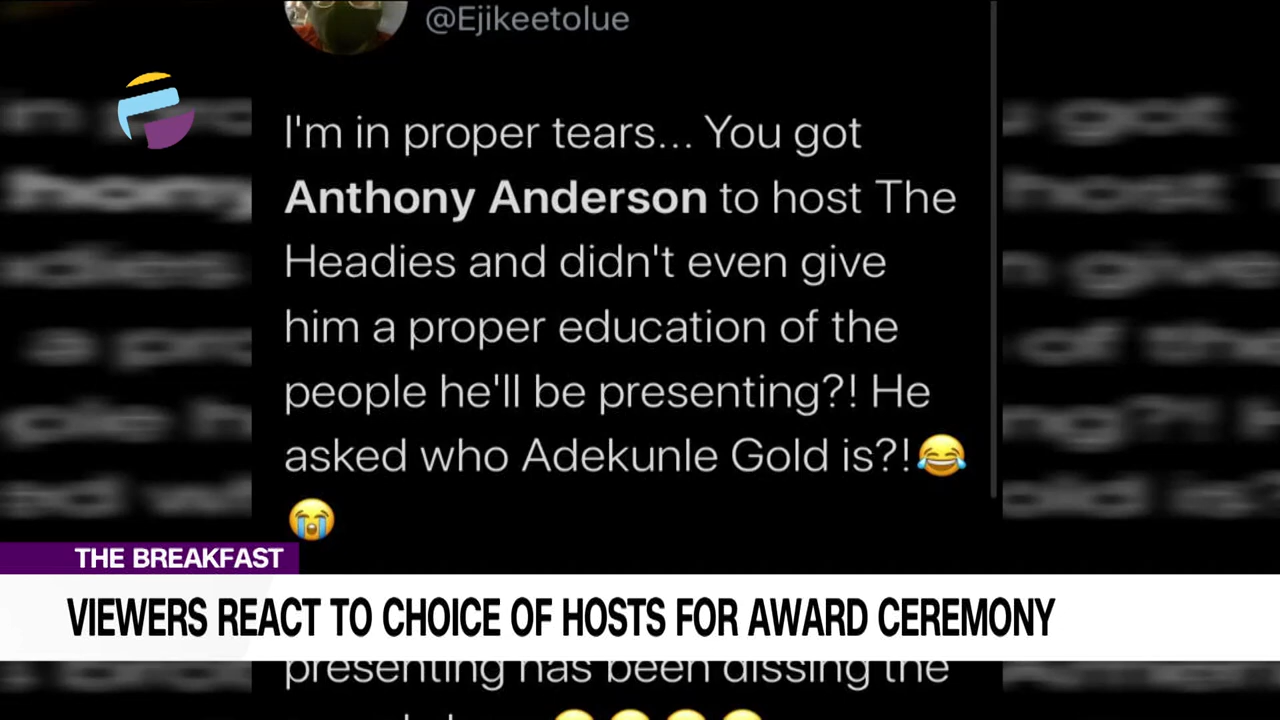 @Ejikeetolue
I'm in proper tears... You got
Anthony Anderson to host The
Headies and didn't even give
him a proper education of the
people he'll be presenting?! He
asked who Adekunle Gold is?!😂
😭
THE BREAKFAST
VIEWERS REACT TO CHOICE OF HOSTS FOR AWARD CEREMONY
presenting has been dissing the